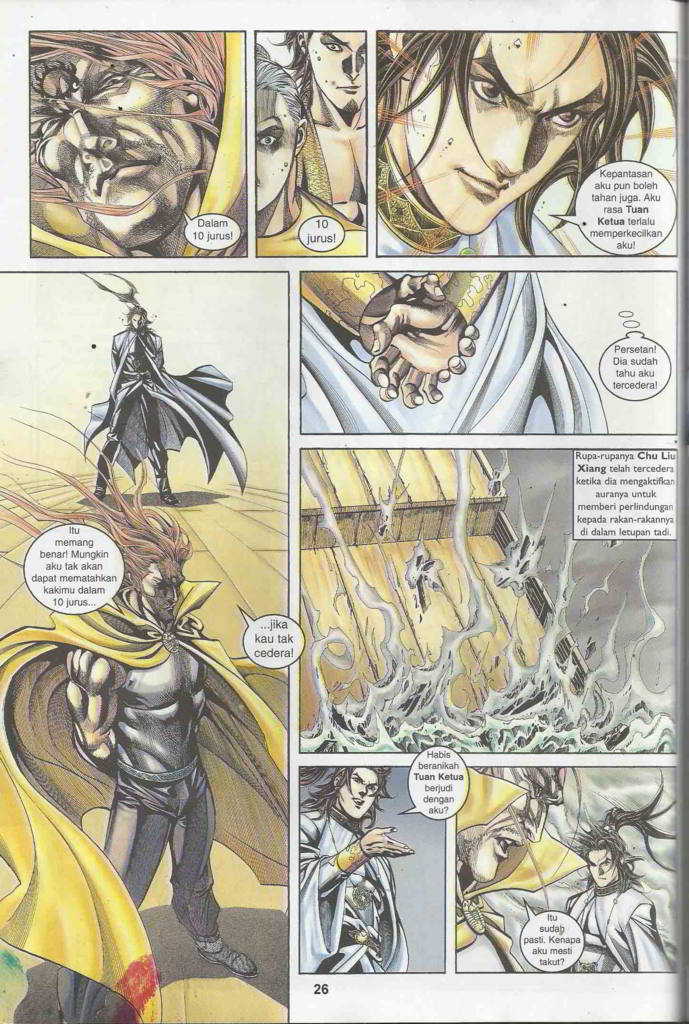 Dalam
10 jurus!
10
jurus!
Kepantasan
aku pun boleh
tahan juga. Aku
rasa Tuan
Ketua terlalu
memperkecilkan
aku!
Itu
memang
benar! Mungkin
aku tak akan
dapat mematahkan
kakimu dalam
10 jurus...
...jika
kau tak
cedera!
Persetan!
Dia sudah
tahu aku
tercedera!
Rupa-rupanya Chu Liu
Xiang telah tercedera
ketika dia mengaktifkan
auranya untuk
memberi perlindungan
kepada rakan-rakannya
di dalam letupan tadi.
Habis
beranikah
Tuan Ketua
berjudi
dengan
aku?
Itu
sudah
pasti. Kenapa
aku mesti
takut?
26